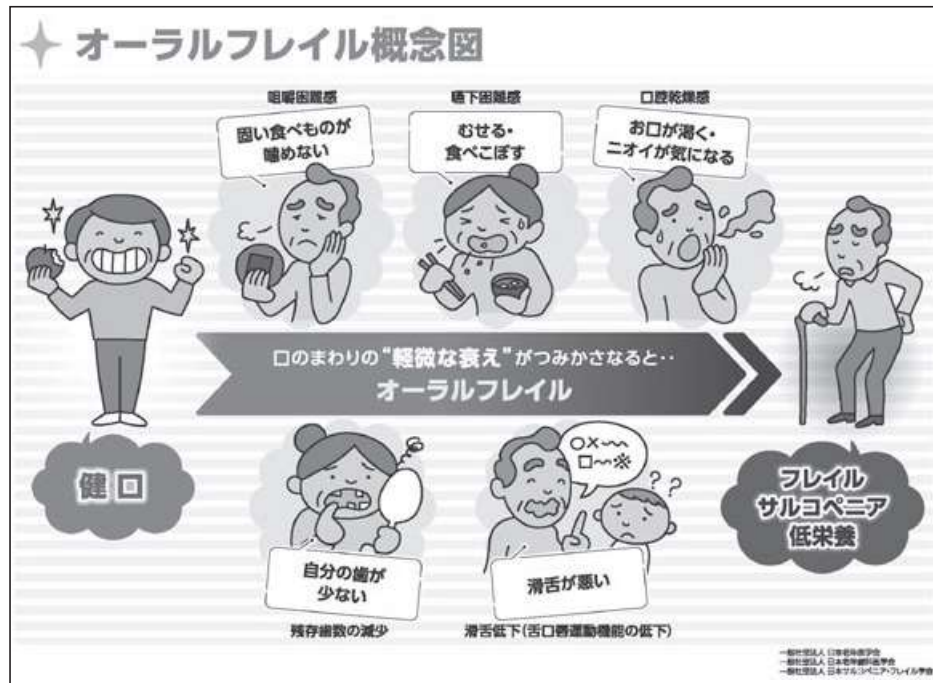 オーラルフレイル概念図
咀嚼困難感
固い食べものが
噛めない
嚥下困難感
むせる・
食べこぼす
口腔乾燥感
お口が渇く・
ニオイが気になる
口のまわりの“軽微な衰え”がつみかさなると‥
オーラルフレイル
健口
自分の歯が
少ない
残存歯数の減少
○×〜〜
□〜※
??
滑舌が悪い
滑舌低下(舌口唇運動機能の低下)
フレイル
サルコペニア
低栄養
一般社団法人 日本老年医学会
一般社団法人 日本老年歯科医学会
一般社団法人 日本サルコペニア・フレイル学会